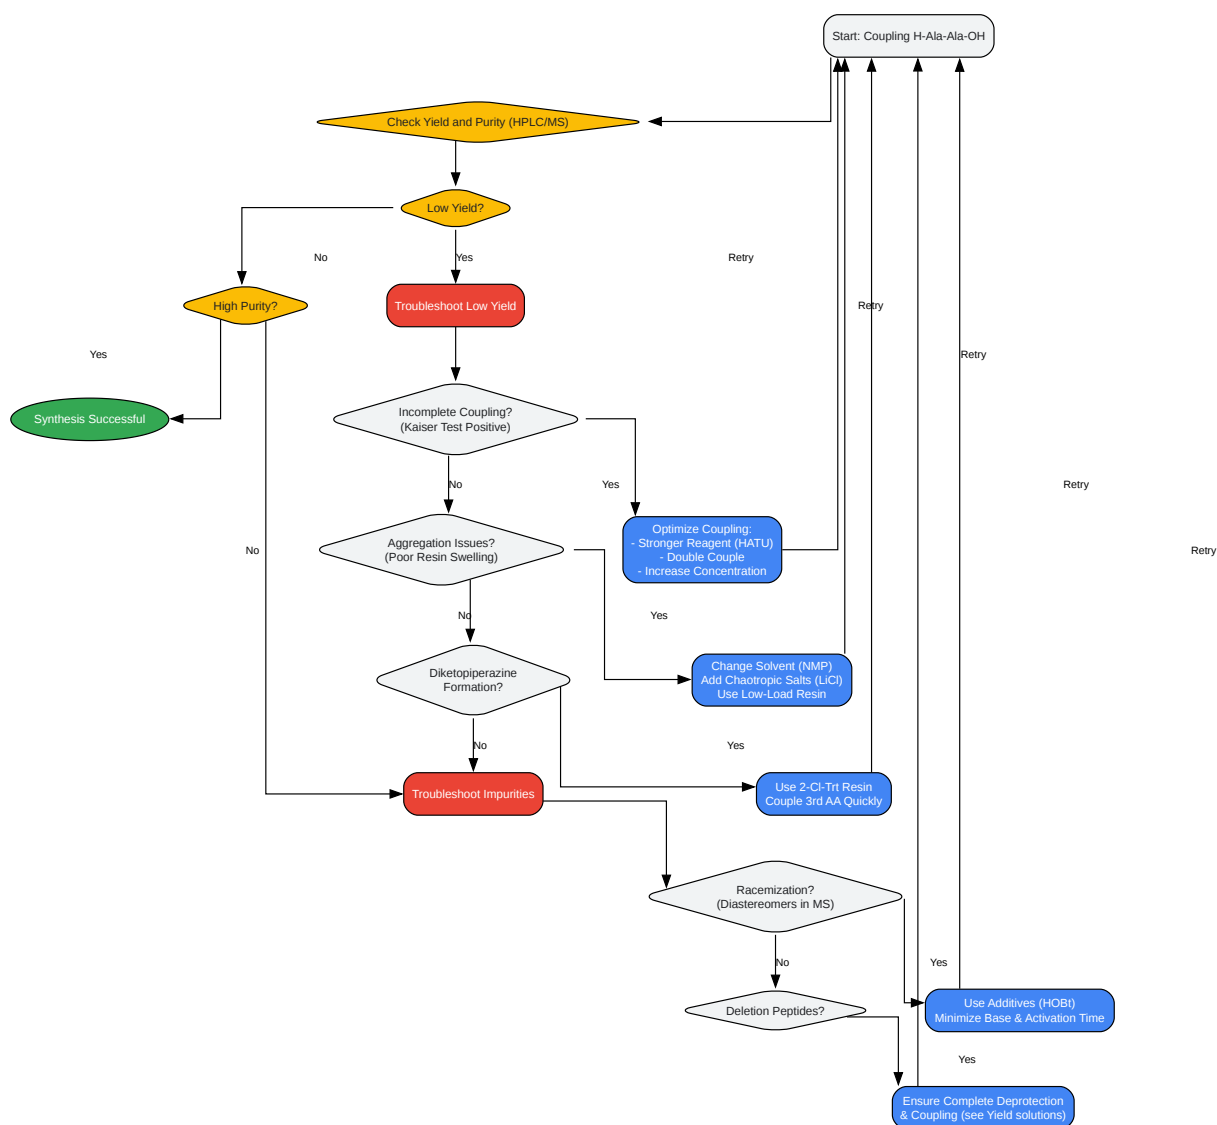 Start: Coupling H-Ala-Ala-OH
Check Yield and Purity (HPLC/MS)
Low Yield?
No
Yes
Retry
High Purity?
Troubleshoot Low Yield
Retry
Yes
Retry
Synthesis Successful
Incomplete Coupling?
(Kaiser Test Positive)
No
Yes
Retry
Optimize Coupling:
- Stronger Reagent (HATU)
- Double Couple
- Increase Concentration
No
Aggregation Issues?
(Poor Resin Swelling)
Retry
No
Yes
Diketopiperazine
Formation?
Change Solvent (NMP)
Add Chaotropic Salts (LiCl)
Use Low-Load Resin
No
Yes
Troubleshoot Impurities
Use 2-Cl-Trt Resin
Couple 3rd AA Quickly
Racemization?
(Diastereomers in MS)
No
Yes
Deletion Peptides?
Use Additives (HOBt)
Minimize Base & Activation Time
Yes
Ensure Complete Deprotection
& Coupling (see Yield solutions)